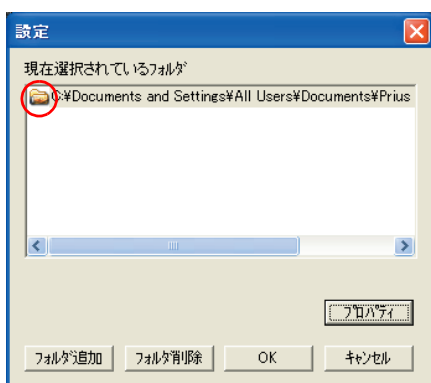 設定
現在選択されているフォルダ
C:¥Documents and Settings¥All Users¥Documents¥Prius
プロパティ
フォルダ追加
フォルダ削除
OK
キャンセル